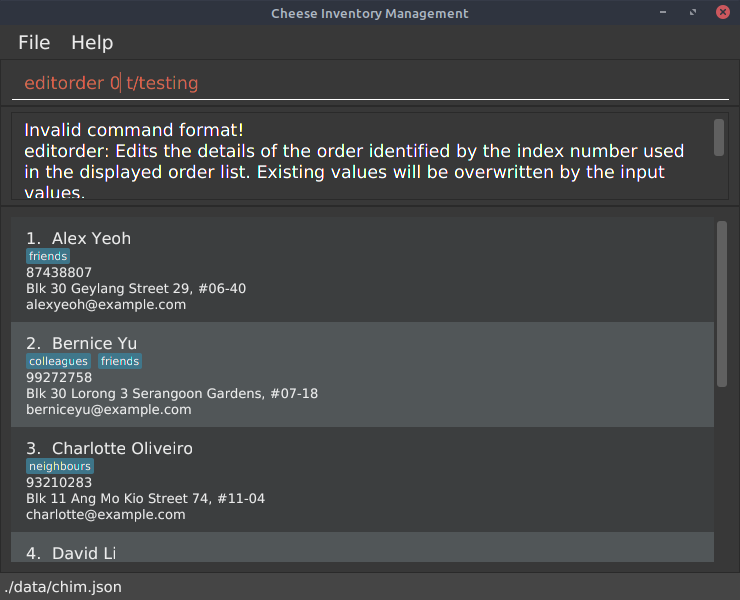 Cheese Inventory Management
File Help
editorder 0 t/testing
Invalid command format!
editorder: Edits the details of the order identified by the index number used
in the displayed order list. Existing values will be overwritten by the input
values.
1. Alex Yeoh
friends
87438807
Blk 30 Geylang Street 29, #06-40
alexyeoh@example.com
2. Bernice Yu
colleagues friends
99272758
Blk 30 Lorong 3 Serangoon Gardens, #07-18
berniceyu@example.com
3. Charlotte Oliveiro
neighbours
93210283
Blk 11 Ang Mo Kio Street 74, #11-04
charlotte@example.com
4. David Li
./data/chim.json